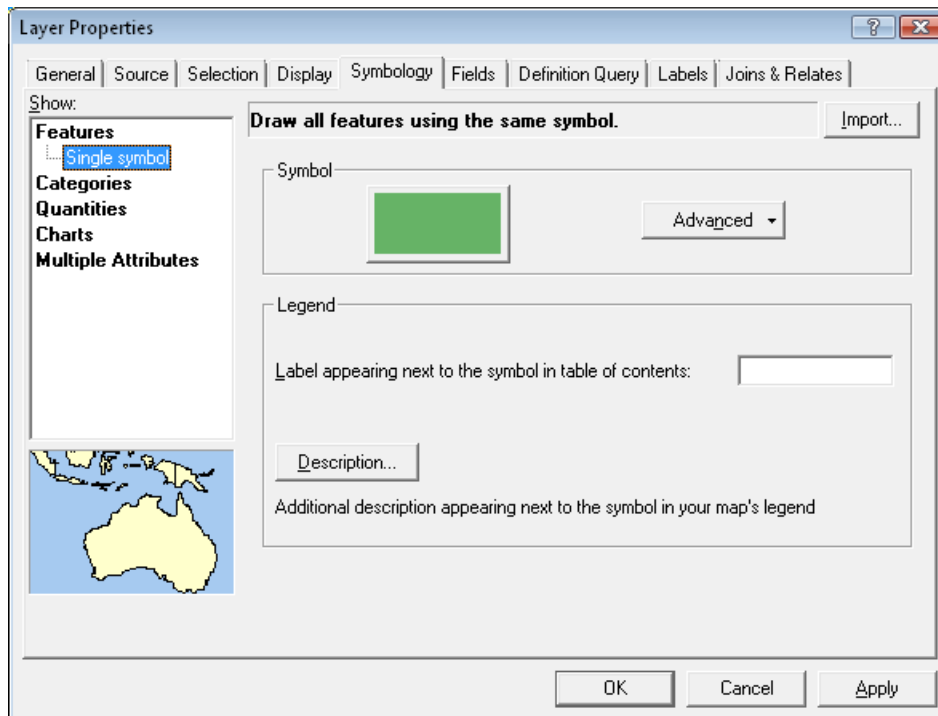 Layer Properties
General Source Selection Display Symbology Fields Definition Query Labels Joins & Relates
Show:
Features
Single symbol
Categories
Quantities
Charts
Multiple Attributes
Draw all features using the same symbol.
Import...
Symbol
Advanced
Legend
Label appearing next to the symbol in table of contents:
Description...
Additional description appearing next to the symbol in your map's legend
OK Cancel Apply